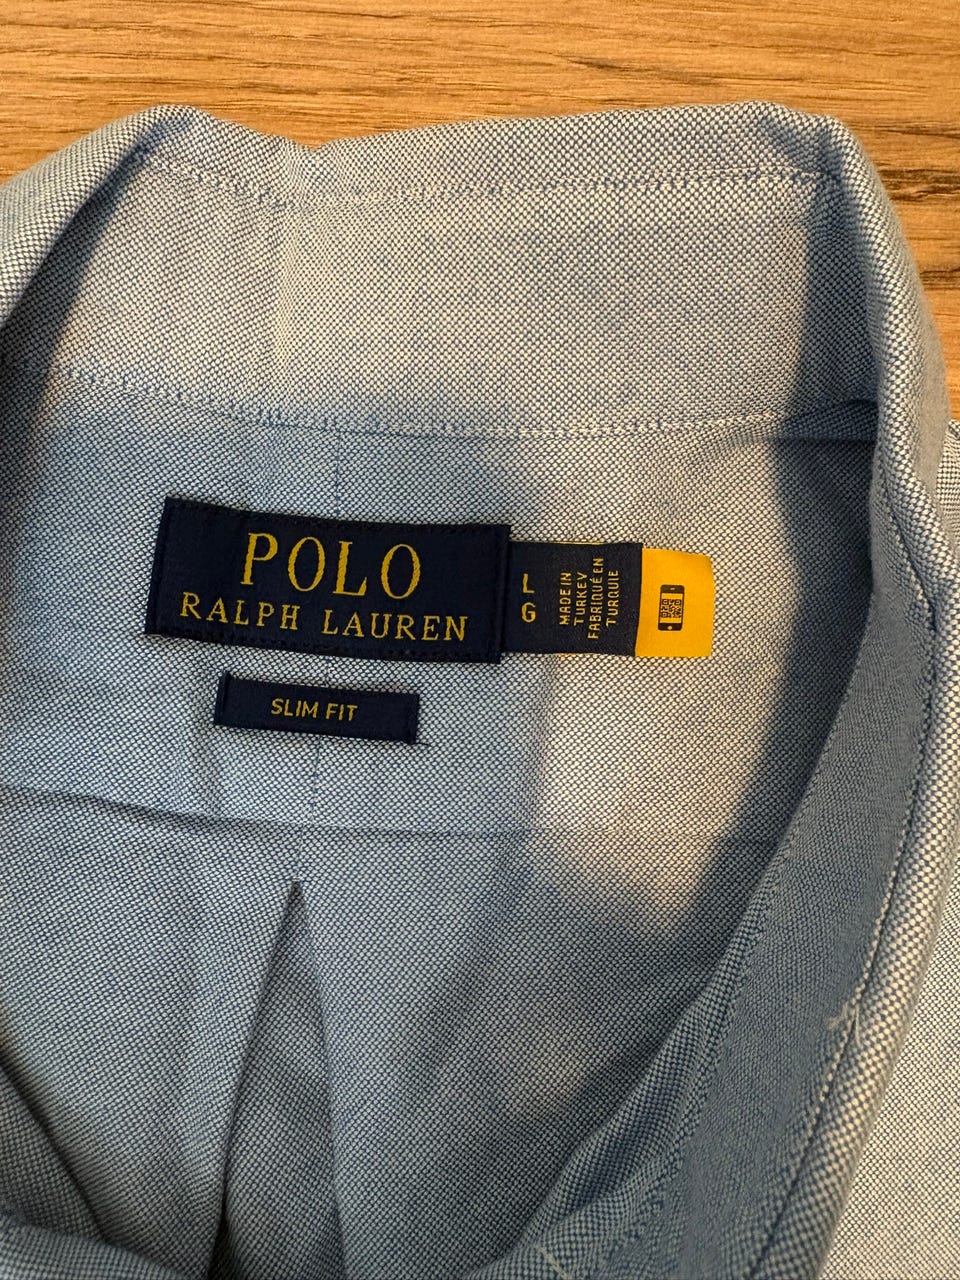 POLO
RALPH LAUREN
L
G
MADE IN
TURKEY
FABRIQUÉ EN
TURQUIE
SLIM FIT